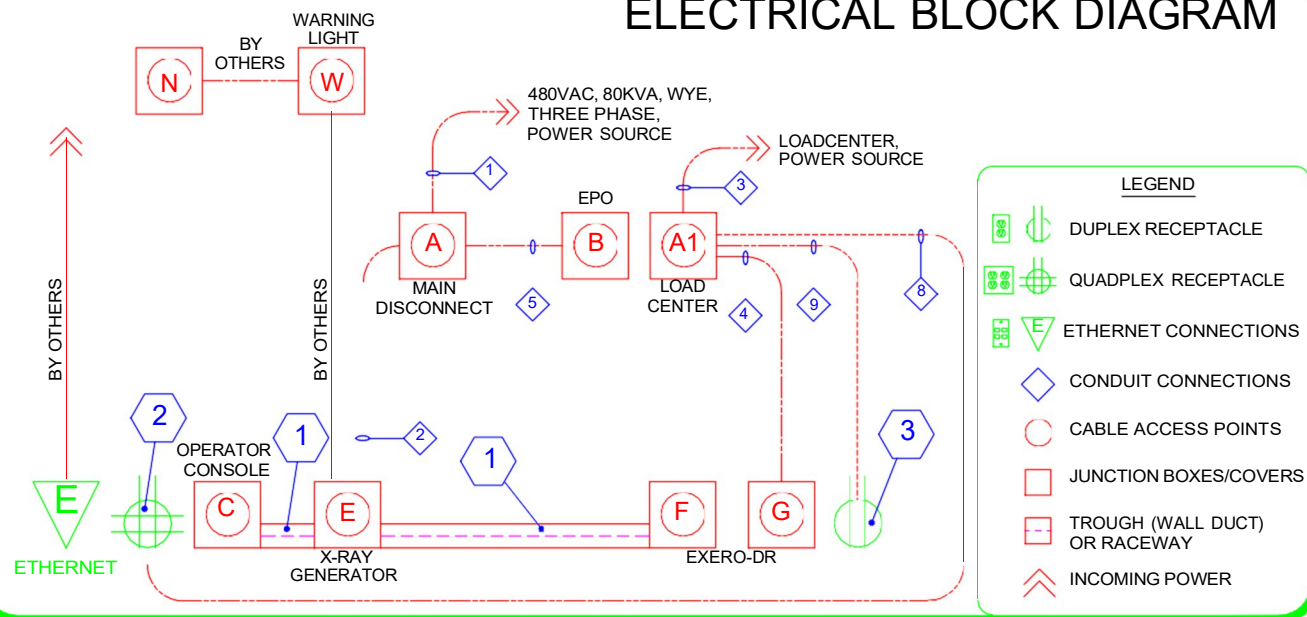 ELECTRICAL BLOCK DIAGRAM
WARNING
LIGHT
BY
OTHERS
N
W
480VAC, 80KVA, WYE,
THREE PHASE,
POWER SOURCE
LOADCENTER,
POWER SOURCE
1
3
EPO
A
B
A1
MAIN
DISCONNECT
LOAD
CENTER
5
4
9
8
BY OTHERS
BY OTHERS
2
OPERATOR
CONSOLE
1
2
1
3
E
C
E
F
G
ETHERNET
X-RAY
GENERATOR
EXERO-DR
LEGEND
DUPLEX RECEPTACLE
QUADPLEX RECEPTACLE
E
ETHERNET CONNECTIONS
CONDUIT CONNECTIONS
CABLE ACCESS POINTS
JUNCTION BOXES/COVERS
TROUGH (WALL DUCT)
OR RACEWAY
INCOMING POWER